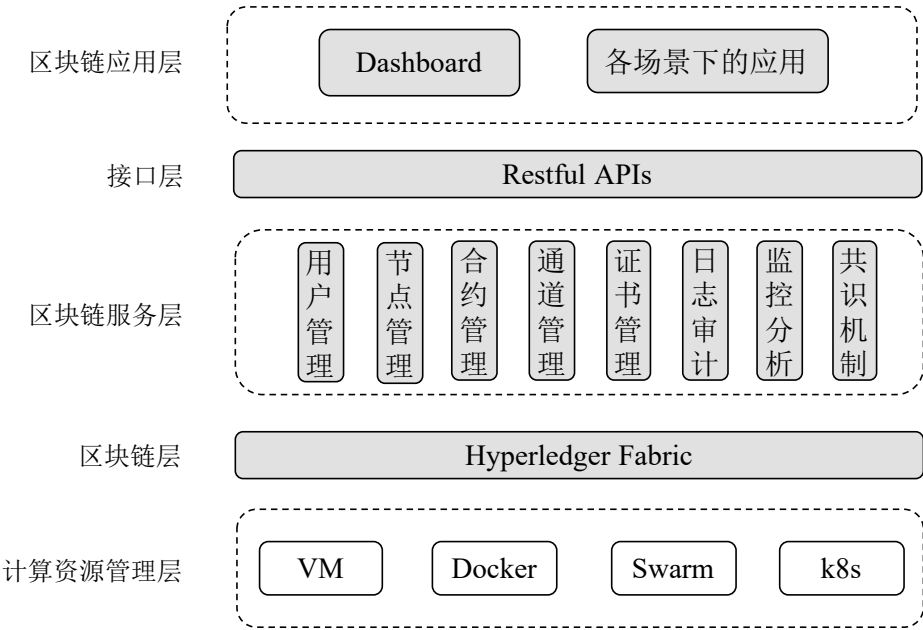 区块链应用层
Dashboard
各场景下的应用
接口层
Restful APIs
区块链服务层
用户管理
节点管理
合约管理
通道管理
证书管理
日志审计
监控分析
共识机制
区块链层
Hyperledger Fabric
计算资源管理层
VM
Docker
Swarm
k8s